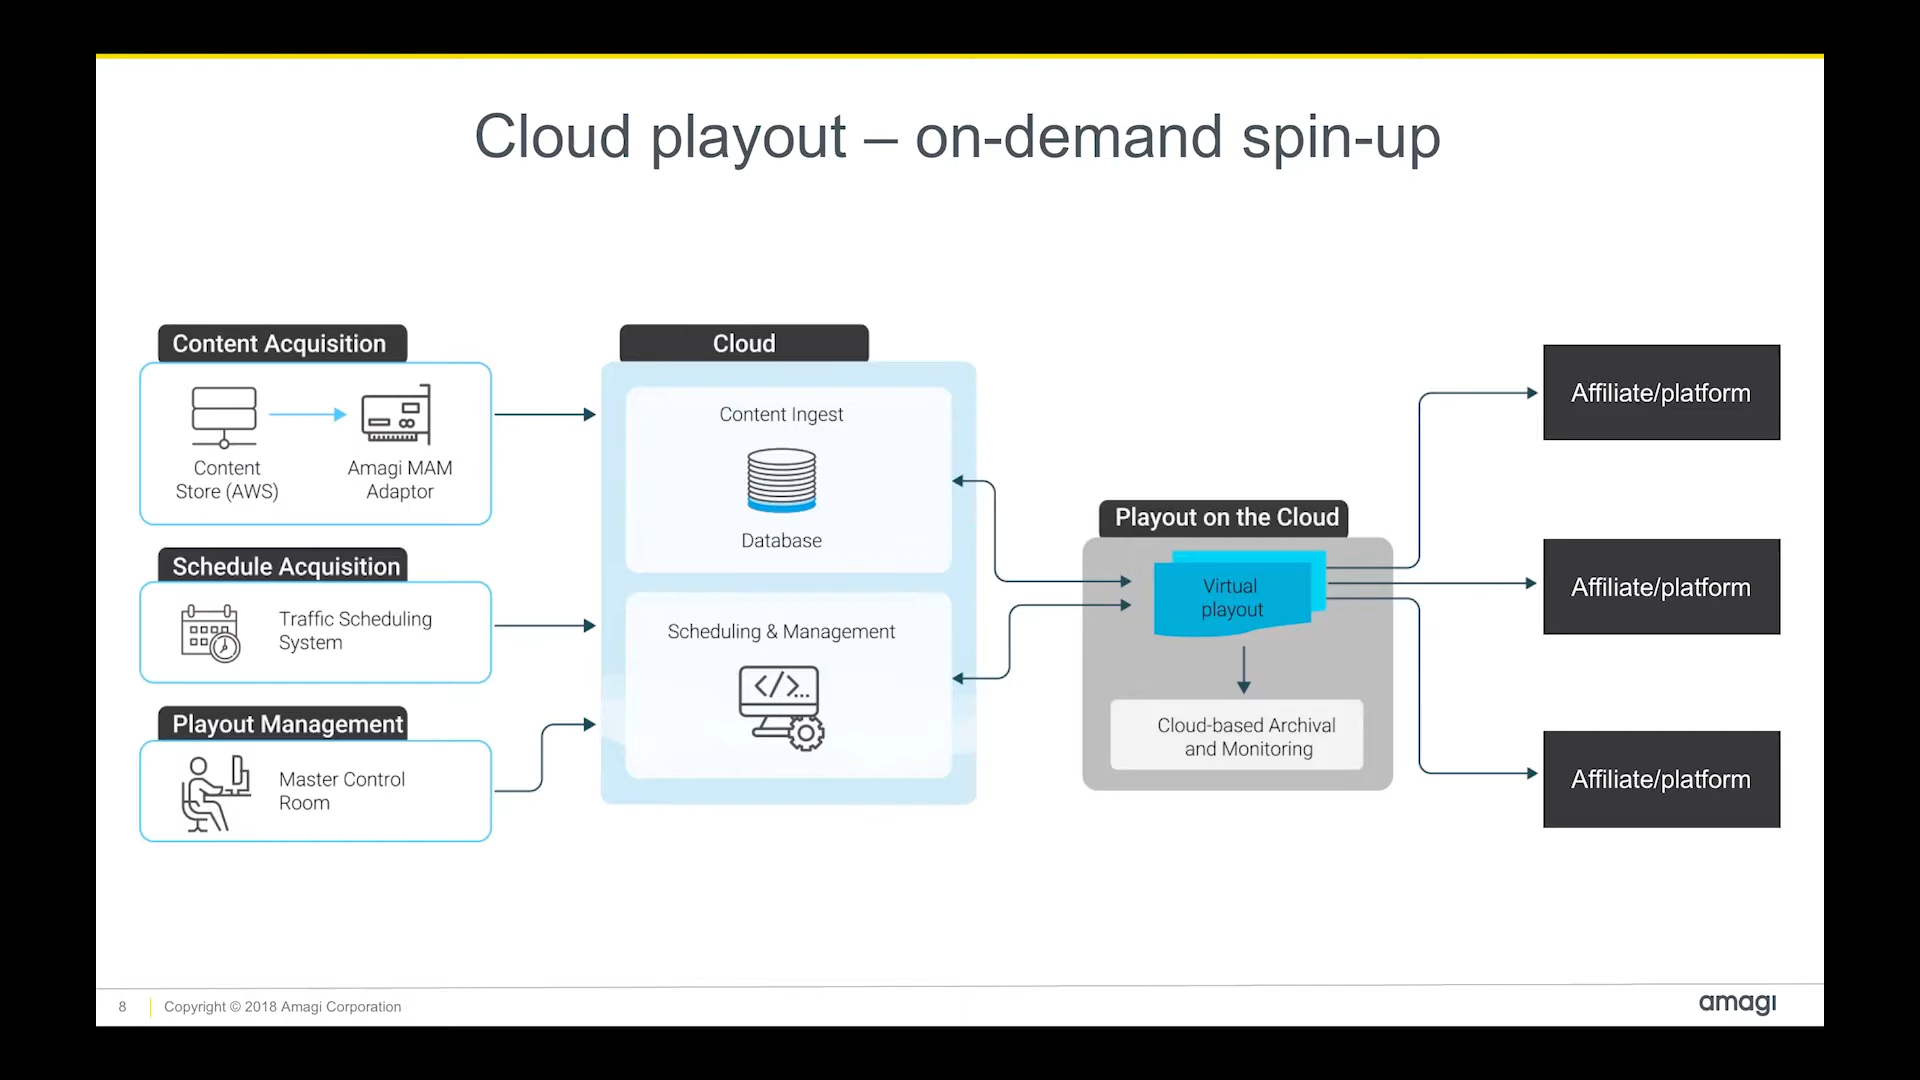 Cloud playout – on-demand spin-up
Content Acquisition
Content
Store (AWS)
Amagi MAM
Adaptor
Schedule Acquisition
Traffic Scheduling
System
Playout Management
Master Control
Room
Cloud
Content Ingest
Database
Scheduling & Management
</>...
Playout on the Cloud
Virtual
playout
Cloud-based Archival
and Monitoring
Affiliate/platform
Affiliate/platform
Affiliate/platform
8
Copyright © 2018 Amagi Corporation
amagi